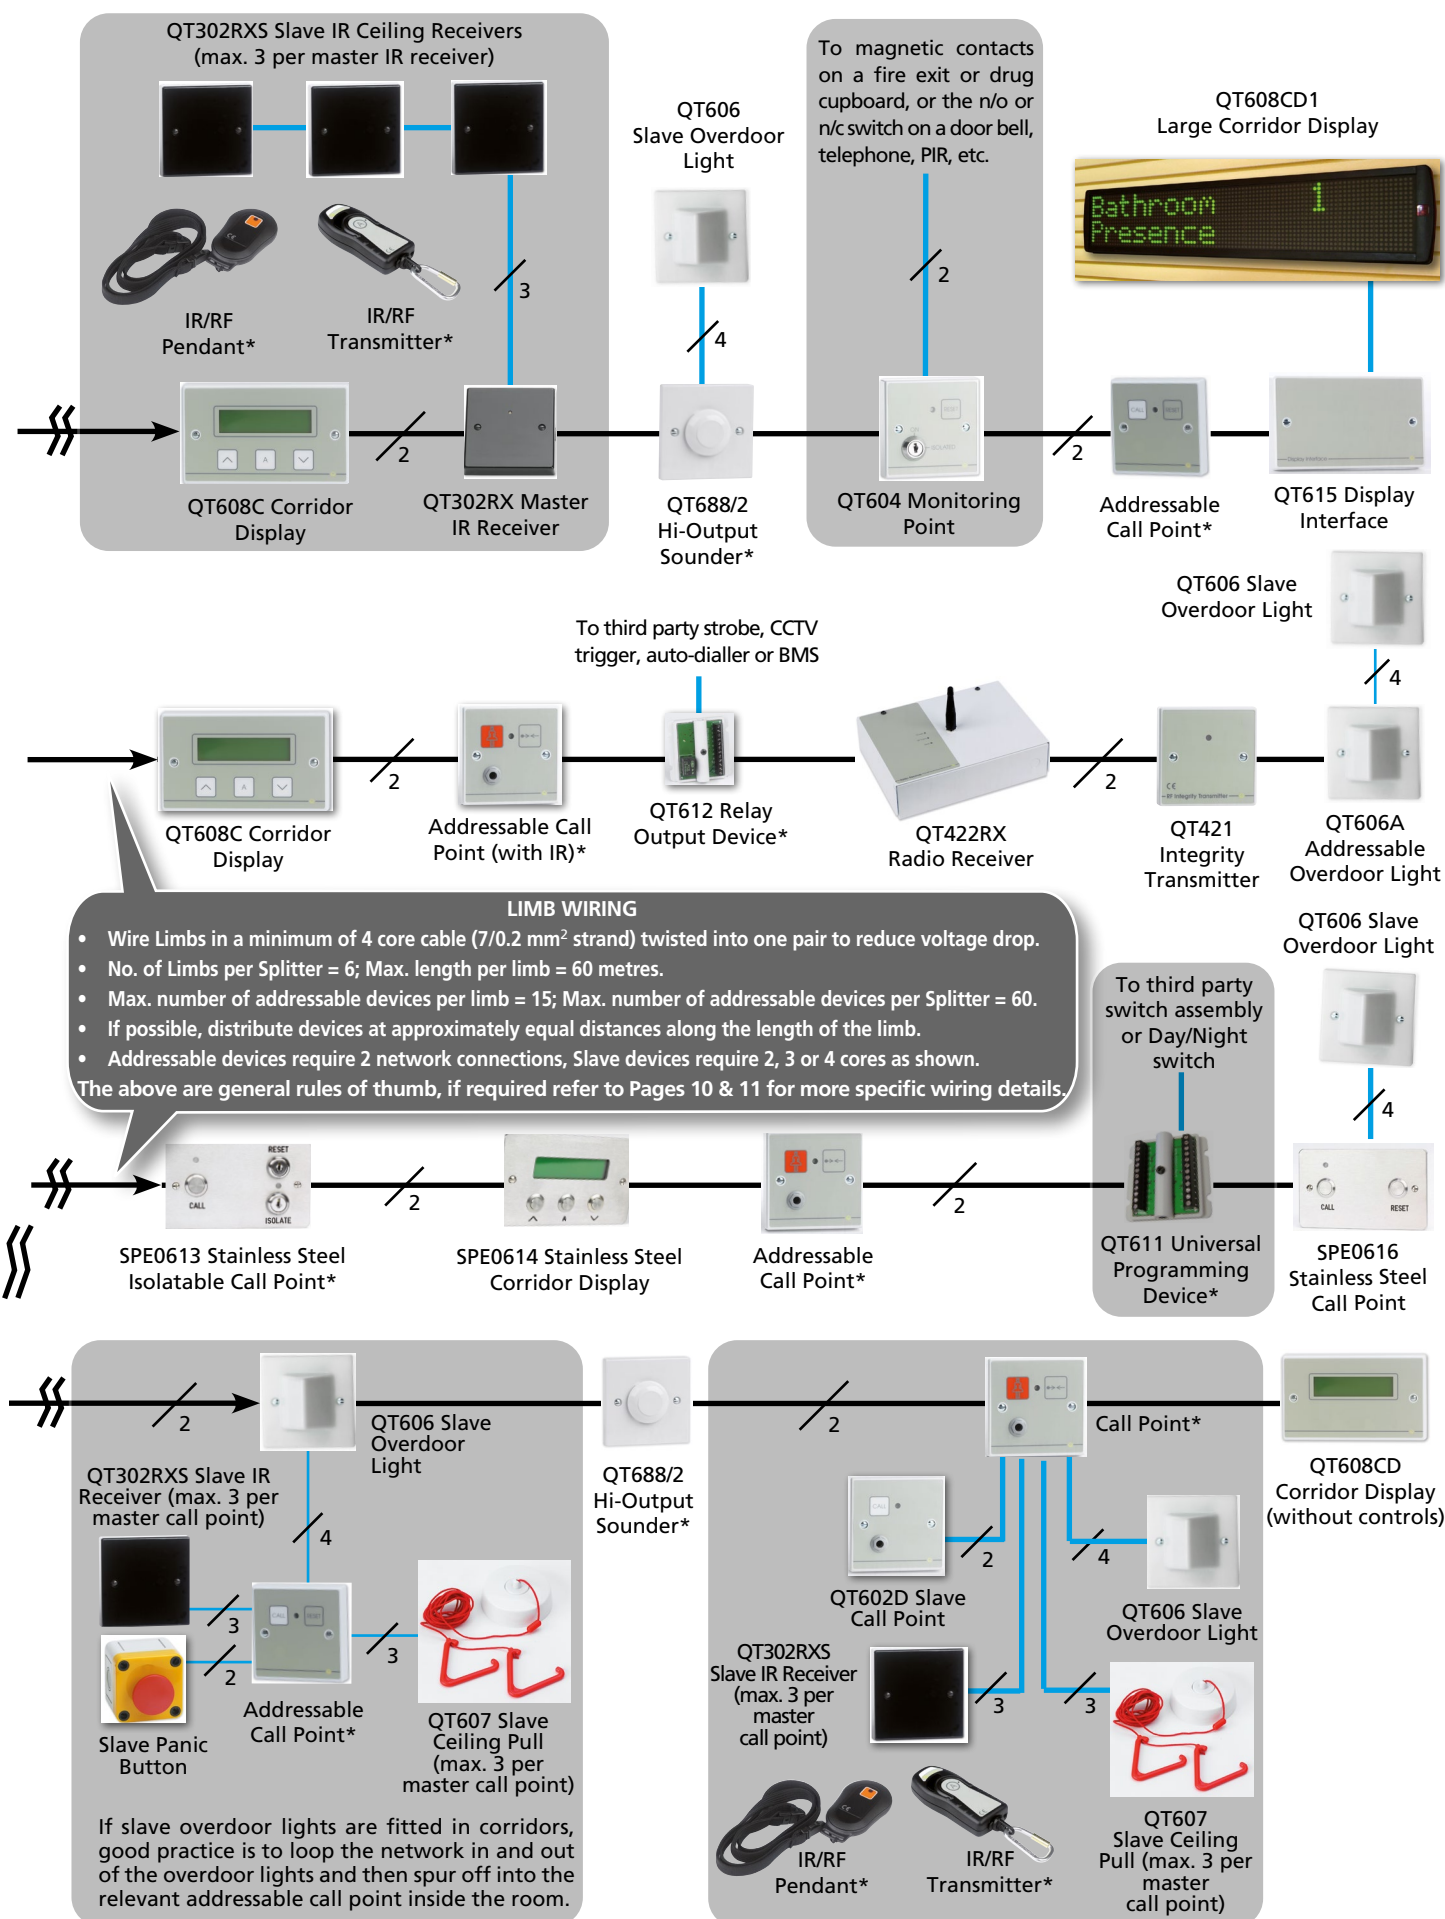 QT302RXS Slave IR Ceiling Receivers
(max. 3 per master IR receiver)
To magnetic contacts
on a fire exit or drug
cupboard, or the n/o or
n/c switch on a door bell,
telephone, PIR, etc.
QT606
Slave Overdoor
Light
QT608CD1
Large Corridor Display
Bathroom 1
Presence
IR/RF
Pendant*
IR/RF
Transmitter*
3
4
2
CALL
RESET
ON
ISOLATED
RESET
A
2
2
Display Interface
QT608C Corridor
Display
QT302RX Master
IR Receiver
QT688/2
Hi-Output
Sounder*
QT604 Monitoring
Point
Addressable
Call Point*
QT615 Display
Interface
QT606 Slave
Overdoor Light
4
To third party strobe, CCTV
trigger, auto-dialler or BMS
A
2
2
CE
RF Integrity Transmitter
QT608C Corridor
Display
Addressable Call
Point (with IR)*
QT612 Relay
Output Device*
QT422RX
Radio Receiver
QT421
Integrity
Transmitter
QT606A
Addressable
Overdoor Light
LIMB WIRING
• Wire Limbs in a minimum of 4 core cable (7/0.2 mm² strand) twisted into one pair to reduce voltage drop.
• No. of Limbs per Splitter = 6; Max. length per limb = 60 metres.
• Max. number of addressable devices per limb = 15; Max. number of addressable devices per Splitter = 60.
• If possible, distribute devices at approximately equal distances along the length of the limb.
• Addressable devices require 2 network connections, Slave devices require 2, 3 or 4 cores as shown.
The above are general rules of thumb, if required refer to Pages 10 & 11 for more specific wiring details.
QT606 Slave
Overdoor Light
To third party
switch assembly
or Day/Night
switch
4
RESET
CALL
ISOLATE
2
A
2
CALL
RESET
SPE0613 Stainless Steel
Isolatable Call Point*
SPE0614 Stainless Steel
Corridor Display
Addressable
Call Point*
QT611 Universal
Programming
Device*
SPE0616
Stainless Steel
Call Point
2
QT606 Slave
Overdoor
Light
QT302RXS Slave IR
Receiver (max. 3 per
master call point)
4
3
2
CALL
RESET
3
Slave Panic
Button
Addressable
Call Point*
QT607 Slave
Ceiling Pull
(max. 3 per
master call point)
If slave overdoor lights are fitted in corridors,
good practice is to loop the network in and out
of the overdoor lights and then spur off into the
relevant addressable call point inside the room.
QT688/2
Hi-Output
Sounder*
2
Call Point*
QT608CD
Corridor Display
(without controls)
CALL
2
4
QT602D Slave
Call Point
QT606 Slave
Overdoor Light
QT302RXS
Slave IR Receiver
(max. 3 per
master
call point)
3
3
IR/RF
Pendant*
IR/RF
Transmitter*
QT607
Slave Ceiling
Pull (max. 3 per
master
call point)